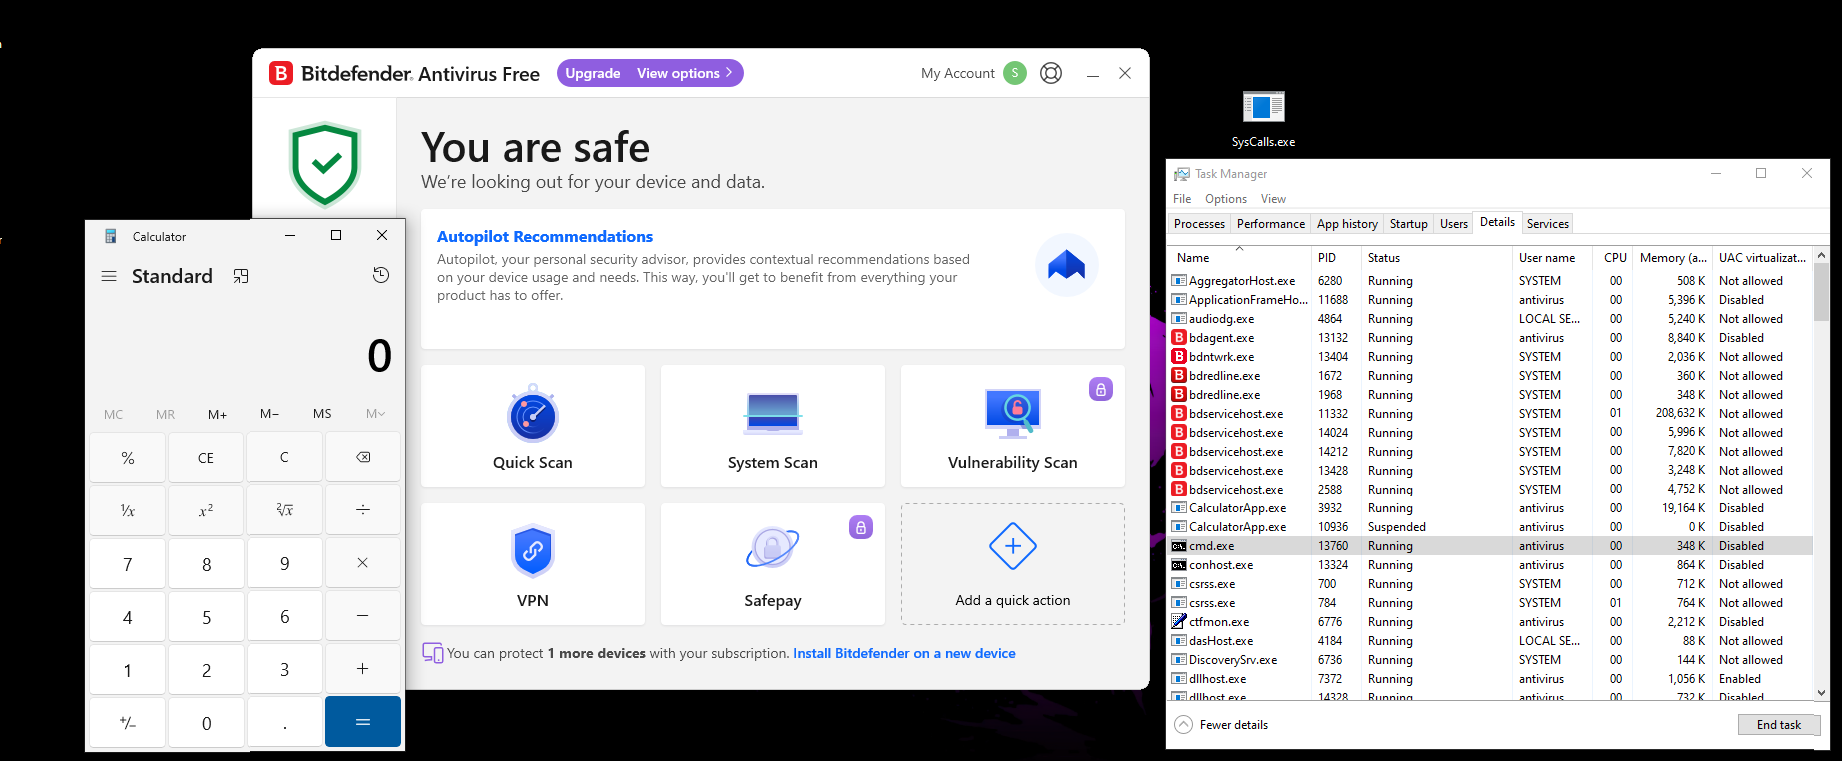 Bitdefender Antivirus Free
Upgrade View options
My Account S
You are safe
We're looking out for your device and data.
Autopilot Recommendations
Autopilot, your personal security advisor, provides contextual recommendations based
on your device usage and needs. This way, you'll get to benefit from everything your
product has to offer.
Quick Scan
System Scan
Vulnerability Scan
VPN
Safepay
Add a quick action
You can protect 1 more devices with your subscription. Install Bitdefender on a new device
Calculator
Standard
0
MC MR M+ M− MS M
% CE C
1/x x² ²√x ÷
7 8 9 ×
4 5 6 −
1 2 3 +
+/− 0 . =
SysCalls.exe
Task Manager
File Options View
Processes Performance App history Startup Users Details Services
Name PID Status User name CPU Memory (a... UAC virtualizat...
AggregatorHost.exe 6280 Running SYSTEM 00 508 K Not allowed
ApplicationFrameHo... 11688 Running antivirus 00 5,396 K Disabled
audiodg.exe 4864 Running LOCAL SE... 00 5,240 K Not allowed
bdagent.exe 13132 Running antivirus 00 8,840 K Disabled
bdntwrk.exe 13404 Running SYSTEM 00 2,036 K Not allowed
bdredline.exe 1672 Running SYSTEM 00 360 K Not allowed
bdredline.exe 1968 Running SYSTEM 00 348 K Not allowed
bdservicehost.exe 11332 Running SYSTEM 01 208,632 K Not allowed
bdservicehost.exe 14024 Running SYSTEM 00 5,996 K Not allowed
bdservicehost.exe 14212 Running SYSTEM 00 7,820 K Not allowed
bdservicehost.exe 13428 Running SYSTEM 00 3,248 K Not allowed
bdservicehost.exe 2588 Running SYSTEM 00 4,752 K Not allowed
CalculatorApp.exe 3932 Running antivirus 00 19,164 K Disabled
CalculatorApp.exe 10936 Suspended antivirus 00 0 K Disabled
cmd.exe 13760 Running antivirus 00 348 K Disabled
conhost.exe 13324 Running antivirus 00 864 K Disabled
csrss.exe 700 Running SYSTEM 00 712 K Not allowed
csrss.exe 784 Running SYSTEM 01 764 K Not allowed
ctfmon.exe 6776 Running antivirus 00 2,212 K Disabled
dasHost.exe 4184 Running LOCAL SE... 00 88 K Not allowed
DiscoverySrv.exe 6736 Running SYSTEM 00 144 K Not allowed
dllhost.exe 7372 Running antivirus 00 1,056 K Enabled
dllhost.exe 14328 Running antivirus 00 732 K Disabled
Fewer details
End task